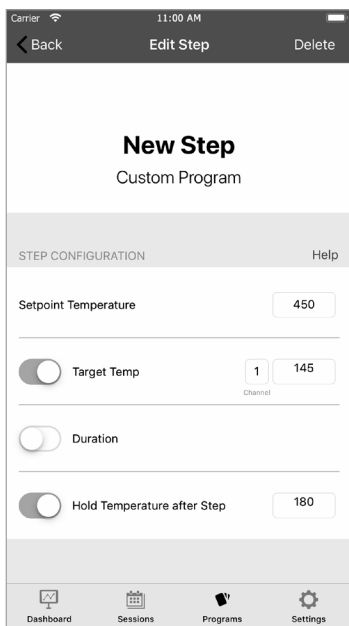 Carrier 11:00 AM
Back Edit Step Delete
New Step
Custom Program
STEP CONFIGURATION Help
Setpoint Temperature 450
Target Temp 1 145
Channel
Duration
Hold Temperature after Step 180
Dashboard Sessions Programs Settings